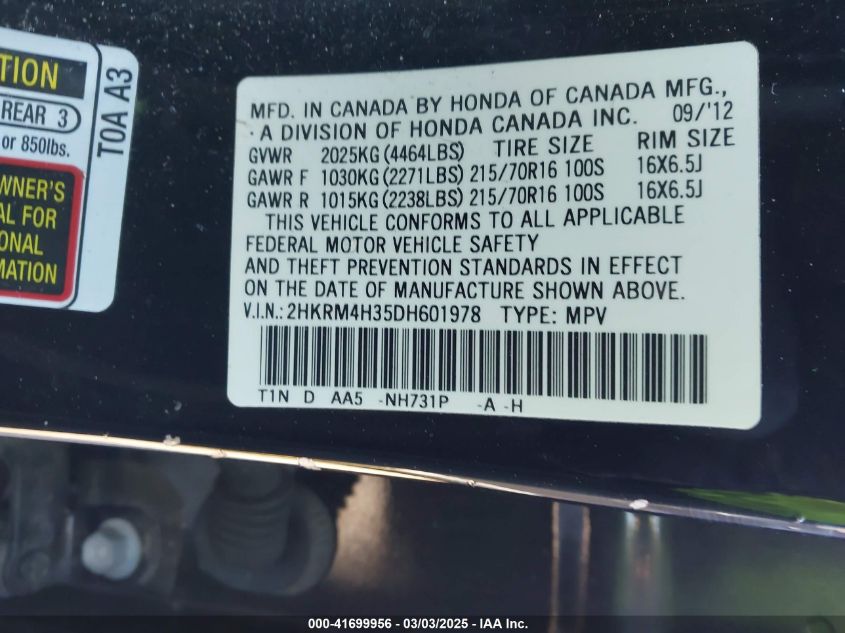 TION
REAR 3
or 850lbs.
WNER'S
AL FOR
ONAL
MATION
TOA A3
MFD. IN CANADA BY HONDA OF CANADA MFG.,
A DIVISION OF HONDA CANADA INC. 09/'12
GVWR 2025KG (4464LBS) TIRE SIZE RIM SIZE
GAWR F 1030KG (2271LBS) 215/70R16 100S 16X6.5J
GAWR R 1015KG (2238LBS) 215/70R16 100S 16X6.5J
THIS VEHICLE CONFORMS TO ALL APPLICABLE
FEDERAL MOTOR VEHICLE SAFETY
AND THEFT PREVENTION STANDARDS IN EFFECT
ON THE DATE OF MANUFACTURE SHOWN ABOVE.
V.I.N.: 2HKRM4H35DH601978 TYPE: MPV
T1N D AA5 -NH731P -A -H
000-41699956 - 03/03/2025 - IAA Inc.